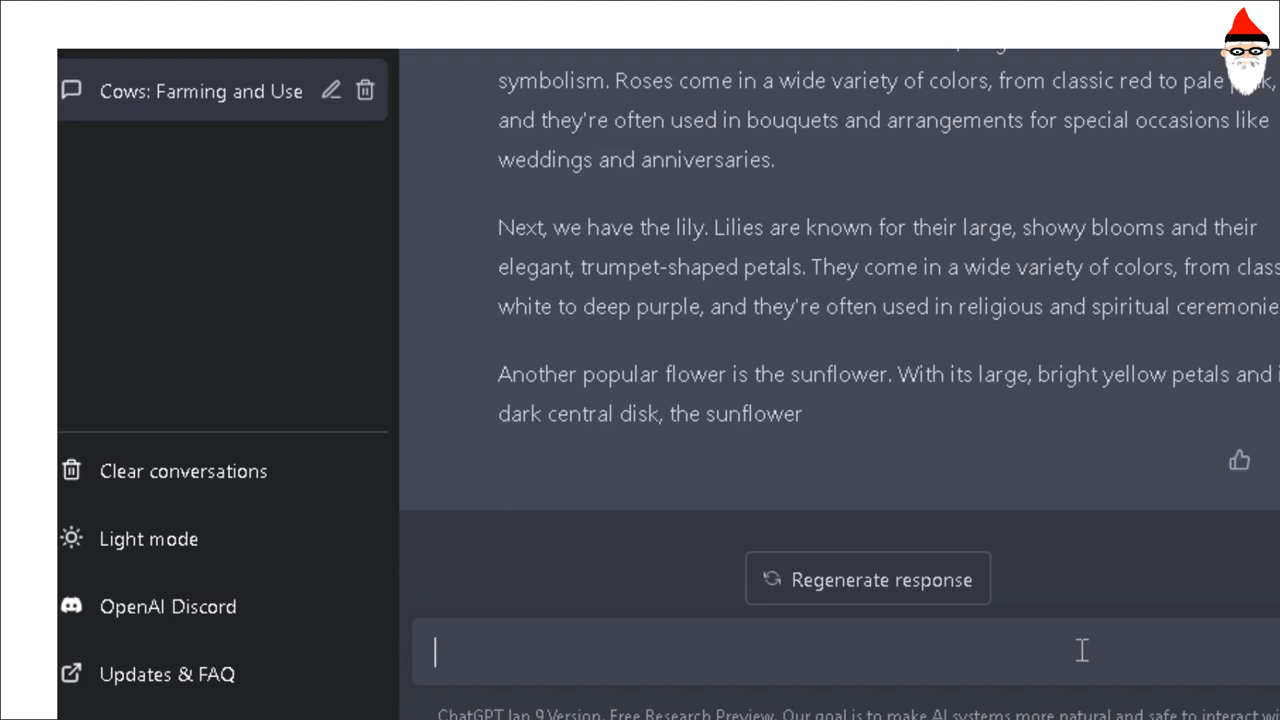 Cows: Farming and Use
Clear conversations
Light mode
OpenAI Discord
Updates & FAQ
symbolism. Roses come in a wide variety of colors, from classic red to pale
and they're often used in bouquets and arrangements for special occasions like
weddings and anniversaries.
Next, we have the lily. Lilies are known for their large, showy blooms and their
elegant, trumpet-shaped petals. They come in a wide variety of colors, from class
white to deep purple, and they're often used in religious and spiritual ceremonie
Another popular flower is the sunflower. With its large, bright yellow petals and i
dark central disk, the sunflower
Regenerate response
ChatGPT Jan 9 Version. Free Research Preview. Our goal is to make AI systems more natural and safe to interact wi